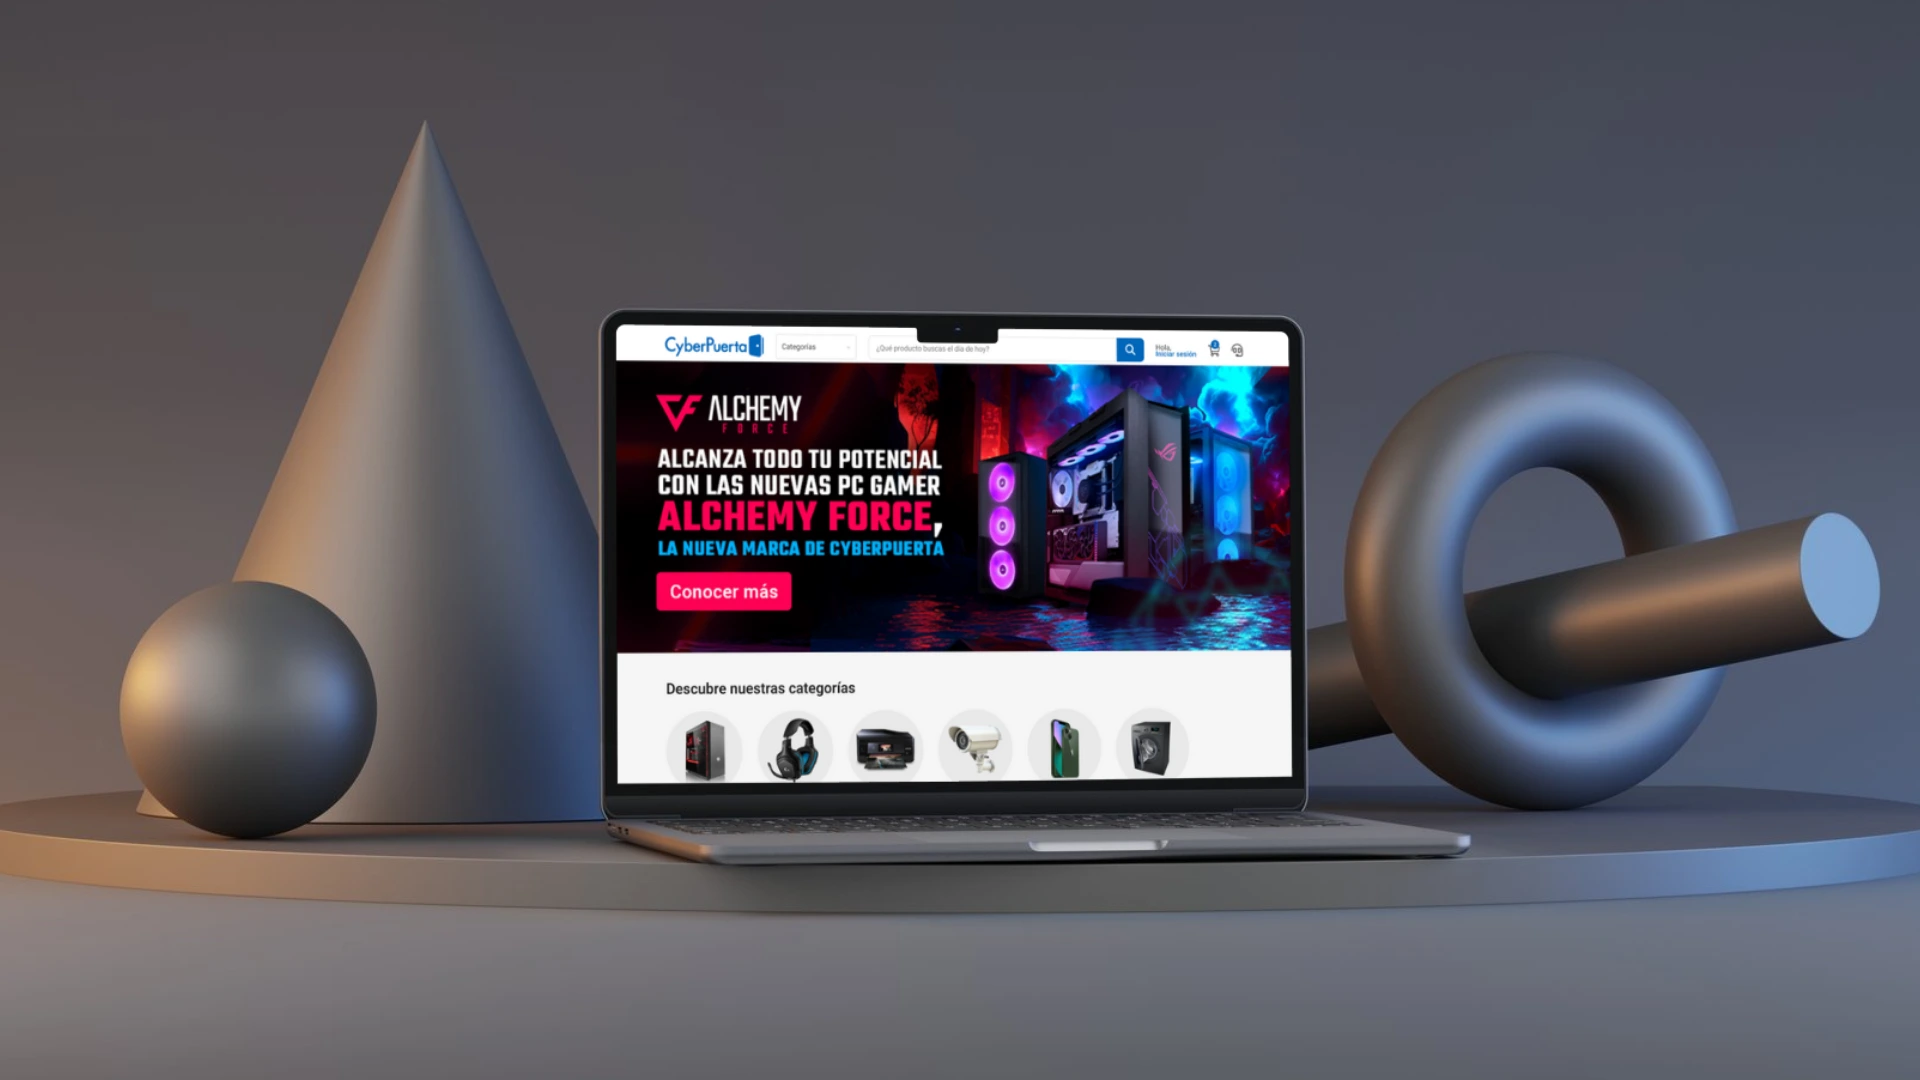 CyberPuerta
Categorías
¿Qué producto buscas el día de hoy?
Hola,
Iniciar sesión
ALCHEMY
FORCE
ALCANZA TODO TU POTENCIAL
CON LAS NUEVAS PC GAMER
ALCHEMY FORCE,
LA NUEVA MARCA DE CYBERPUERTA
Conocer más
Descubre nuestras categorías